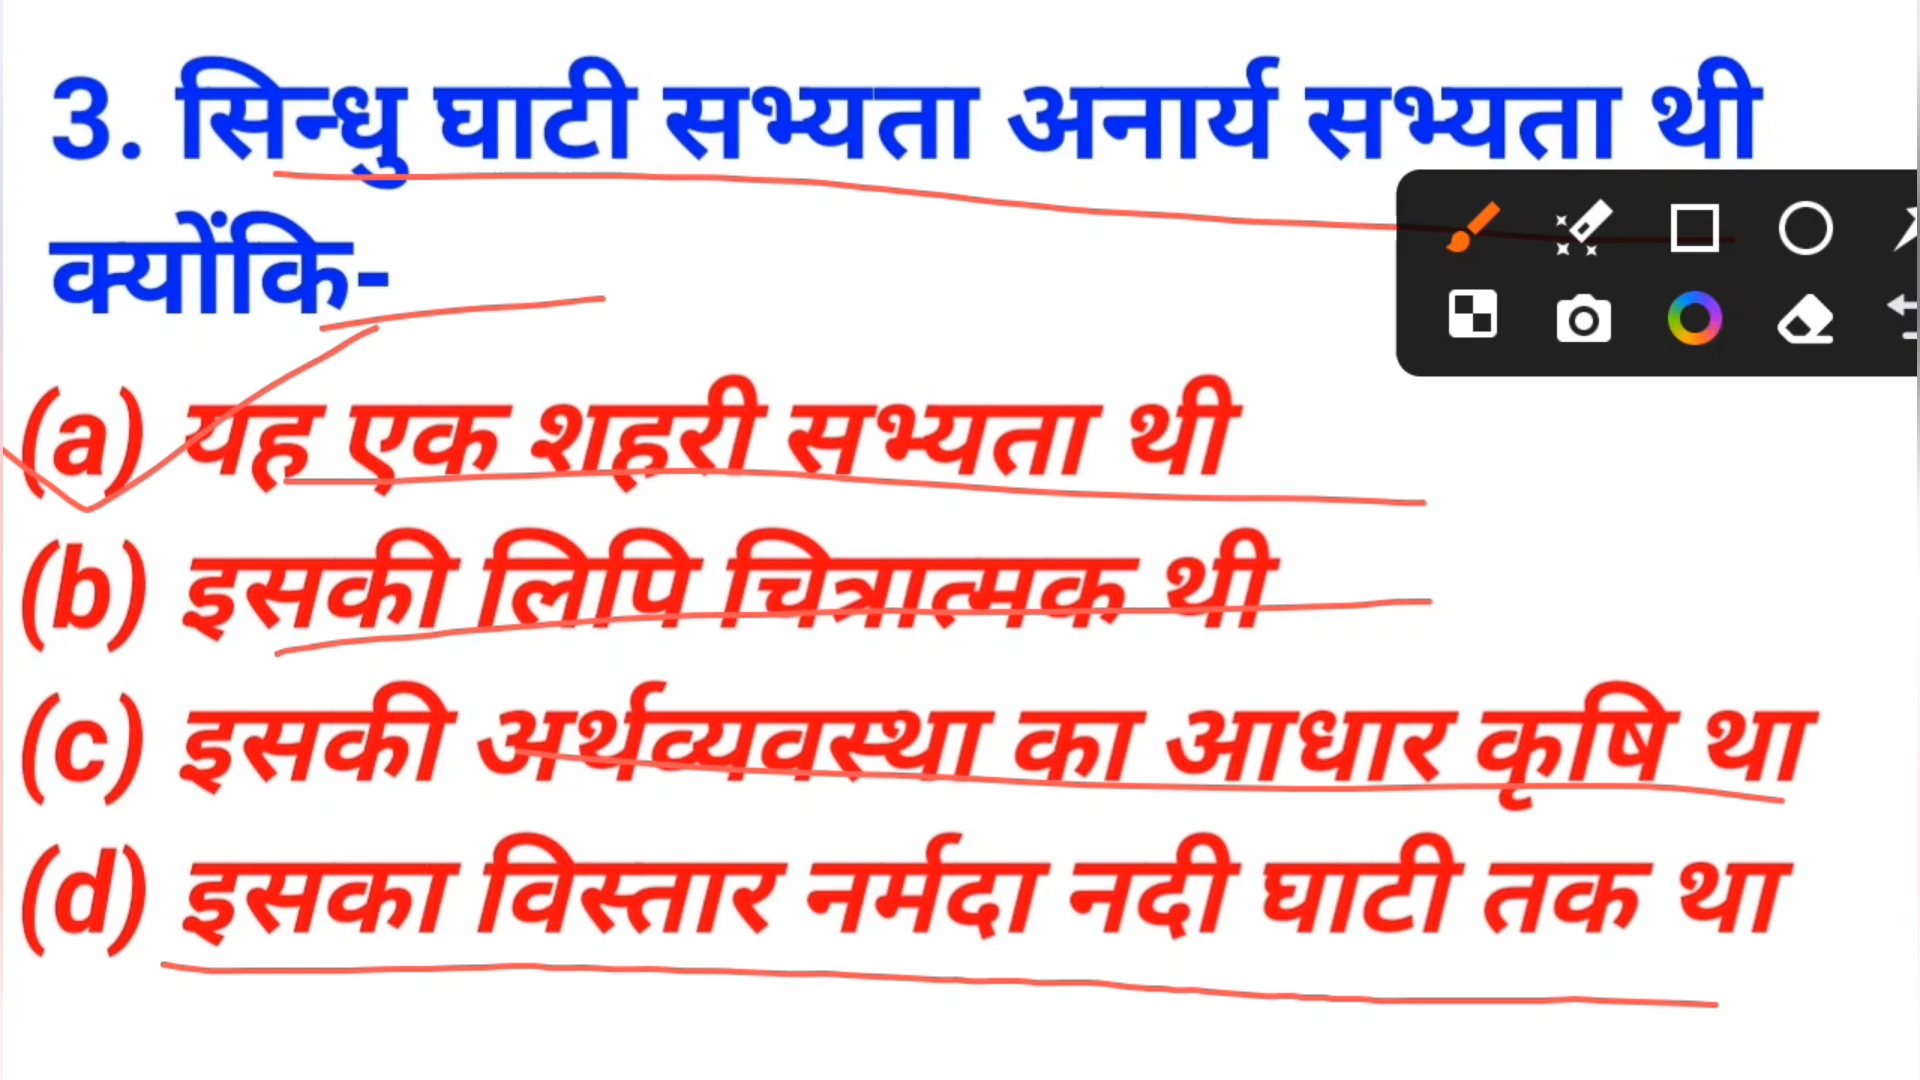 3. सिन्धु घाटी सभ्यता अनार्य सभ्यता थी
क्योंकि-
(a) यह एक शहरी सभ्यता थी
(b) इसकी लिपि चित्रात्मक थी
(c) इसकी अर्थव्यवस्था का आधार कृषि था
(d) इसका विस्तार नर्मदा नदी घाटी तक था